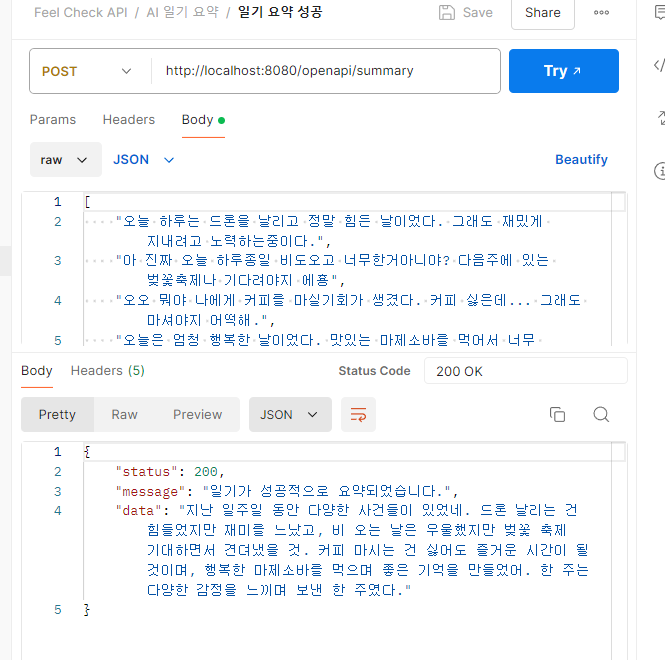 Feel Check API / AI 일기 요약 / 일기 요약 성공
Save
Share
POST
http://localhost:8080/openapi/summary
Try ↗
Params
Headers
Body
raw
JSON
Beautify
1 [
2 "오늘 하루는 드론을 날리고 정말 힘든 날이었다. 그래도 재밌게
지내려고 노력하는중이다.",
3 "아 진짜 오늘 하루종일 비도오고 너무한거아니야? 다음주에 있는
벚꽃축제나 기다려야지 에흉",
4 "오오 뭐야 나에게 커피를 마실기회가 생겼다. 커피 싫은데... 그래도
마셔야지 어떡해.",
5 "오늘은 엄청 행복한 날이었다. 맛있는 마제소바를 먹어서 너무
Body
Headers (5)
Status Code
200 OK
Pretty
Raw
Preview
JSON
1 {
2 "status": 200,
3 "message": "일기가 성공적으로 요약되었습니다.",
4 "data": "지난 일주일 동안 다양한 사건들이 있었네. 드론 날리는 건
힘들었지만 재미를 느꼈고, 비 오는 날은 우울했지만 벚꽃 축제
기대하면서 견뎌냈을 것. 커피 마시는 건 싫어도 즐거운 시간이 될
것이며, 행복한 마제소바를 먹으며 좋은 기억을 만들었어. 한 주는
다양한 감정을 느끼며 보낸 한 주였다."
5 }